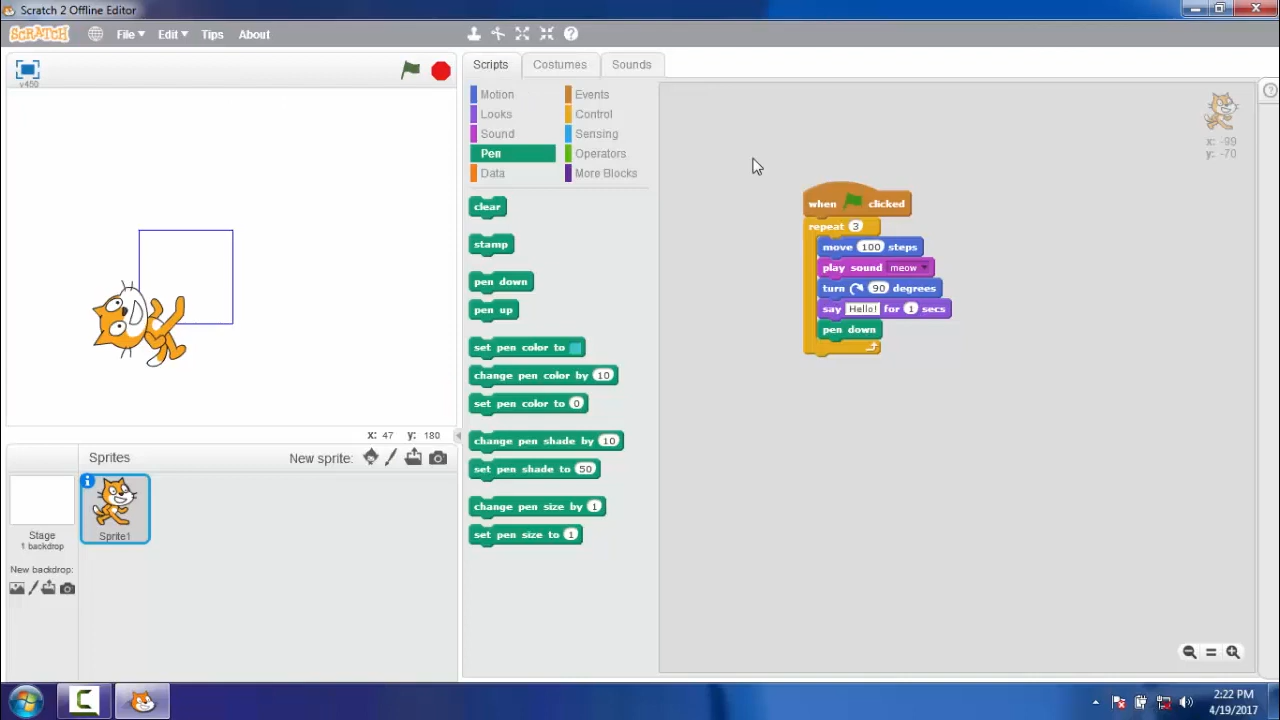 Scratch 2 Offline Editor
SCRATCH File Edit Tips About
v450
Scripts Costumes Sounds
Motion Events
Looks Control
Sound Sensing
Pen Operators
Data More Blocks
clear
stamp
pen down
pen up
set pen color to
change pen color by 10
set pen color to 0
change pen shade by 10
set pen shade to 50
change pen size by 1
set pen size to 1
x: -99
y: -70
when clicked
repeat 3
move 100 steps
play sound meow
turn 90 degrees
say Hello! for 1 secs
pen down
x: 47 y: 180
Sprites New sprite:
Stage
1 backdrop
New backdrop:
Sprite1
2:22 PM
4/19/2017